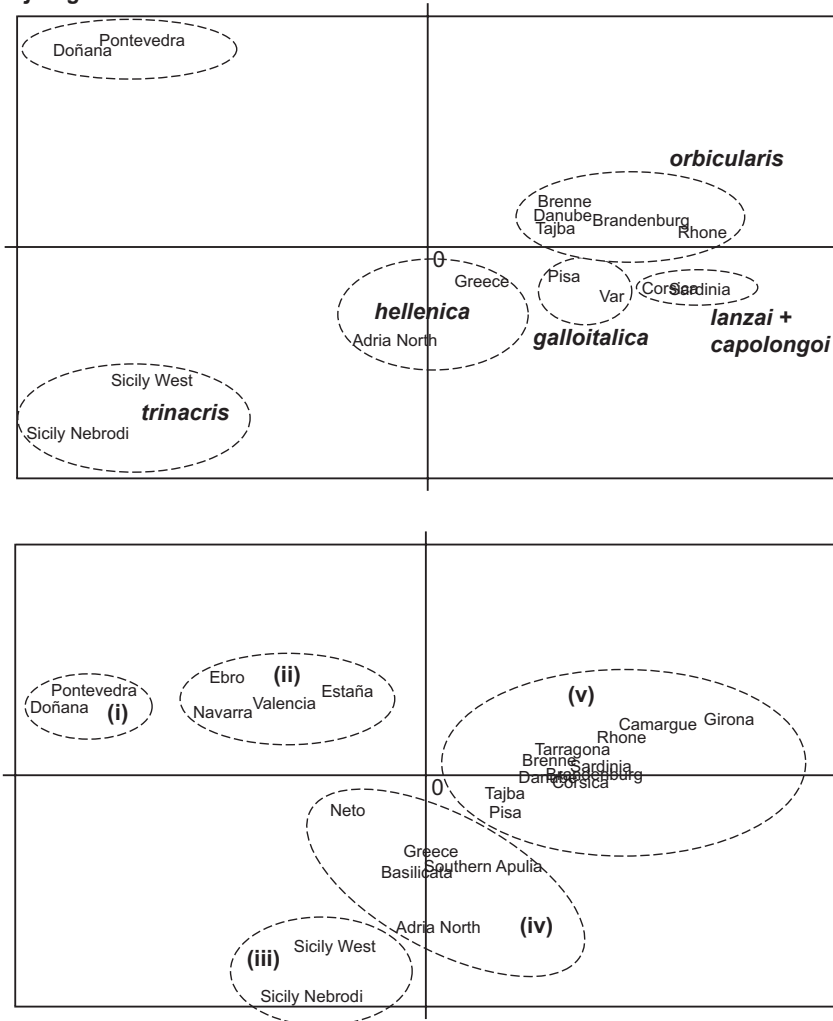 Pontevedra
Doñana
orbicularis
Brenne
Danube
Brandenburg
Tajba
Rhone
0
Greece
Pisa
Var
Corsica
Sardinia
hellenica
lanzai +
capolongoi
galloitalica
Adria North
Sicily West
trinacris
Sicily Nebrodi
Ebro
(ii)
Pontevedra
Estaña
(v)
Doñana
(i)
Navarra
Valencia
Girona
Camargue
Rhone
Tarragona
Brenne
Sardinia
Danube
Brandenburg
Corsica
0
Tajba
Neto
Pisa
Greece
Southern Apulia
Basilicata
Adria North
(iv)
Sicily West
(iii)
Sicily Nebrodi